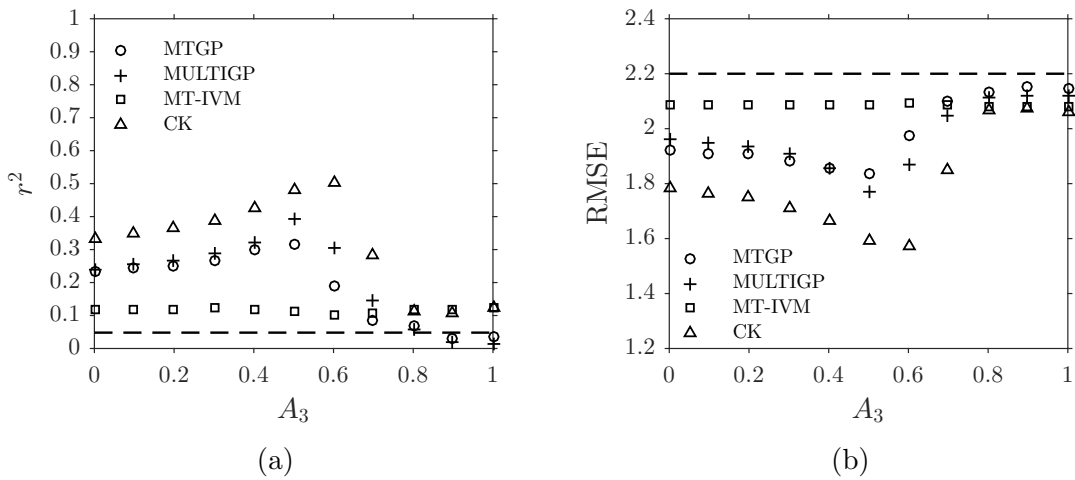 1
0.9
0.8
0.7
0.6
0.5
0.4
0.3
0.2
0.1
0
r²
MTGP
MULTIGP
MT-IVM
CK
0 0.2 0.4 0.6 0.8 1
A₃
(a)
2.4
2.2
2
1.8
1.6
1.4
1.2
RMSE
MTGP
MULTIGP
MT-IVM
CK
0 0.2 0.4 0.6 0.8 1
A₃
(b)